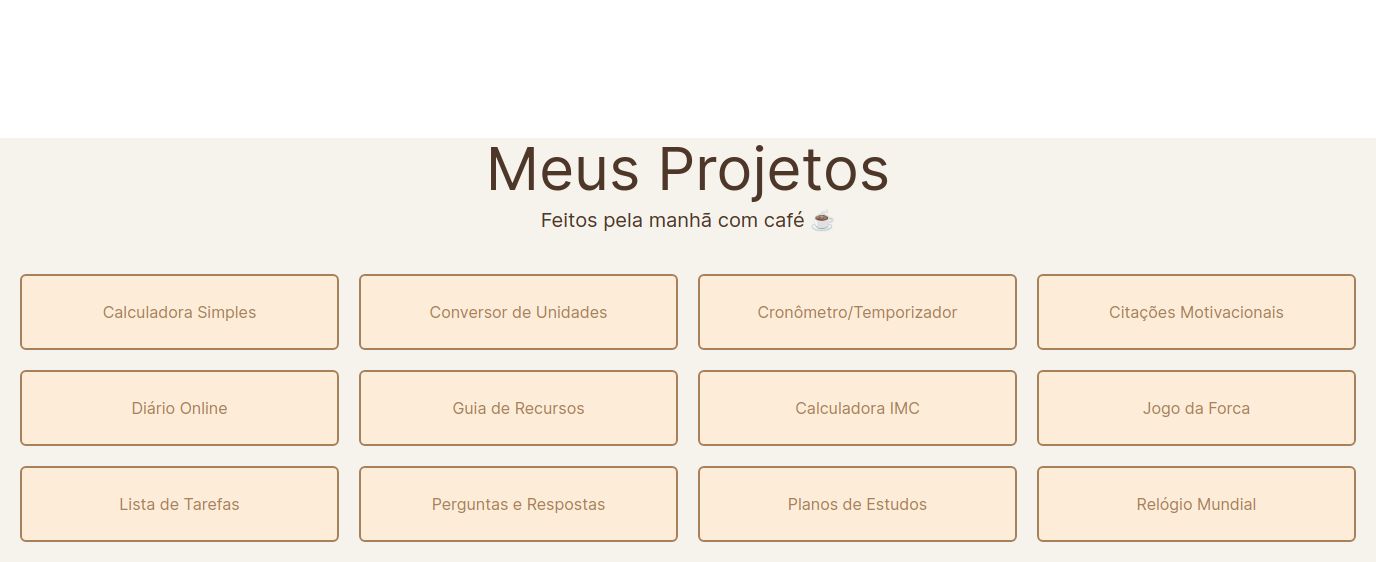 Meus Projetos
Feitos pela manhã com café ☕
Calculadora Simples
Conversor de Unidades
Cronômetro/Temporizador
Citações Motivacionais
Diário Online
Guia de Recursos
Calculadora IMC
Jogo da Forca
Lista de Tarefas
Perguntas e Respostas
Planos de Estudos
Relógio Mundial